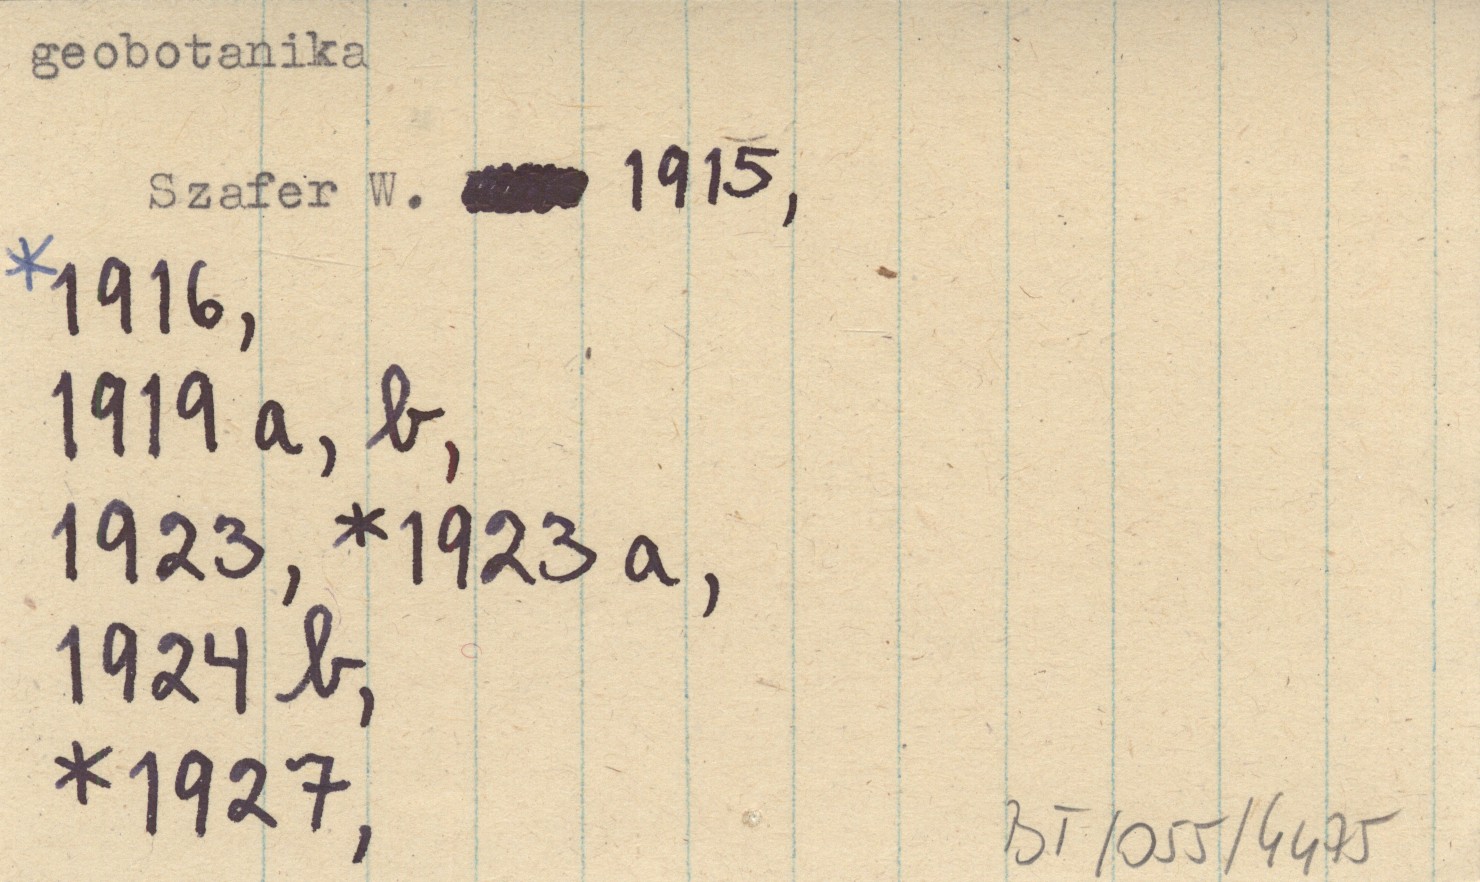 geobotanika
Szafer W. 1915,
*1916,
1919 a, b,
1923, *1923 a,
1924 b,
*1927,
BT/055/4475